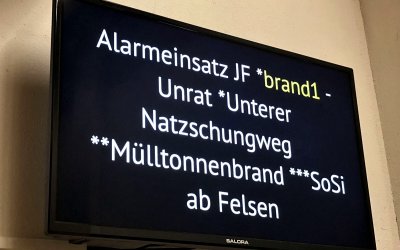 Alarmeinsatz JF *brand1 -
Unrat *Unterer
Natzschungweg
**Mülltonnenbrand ***SoSi
ab Felsen
SALORA